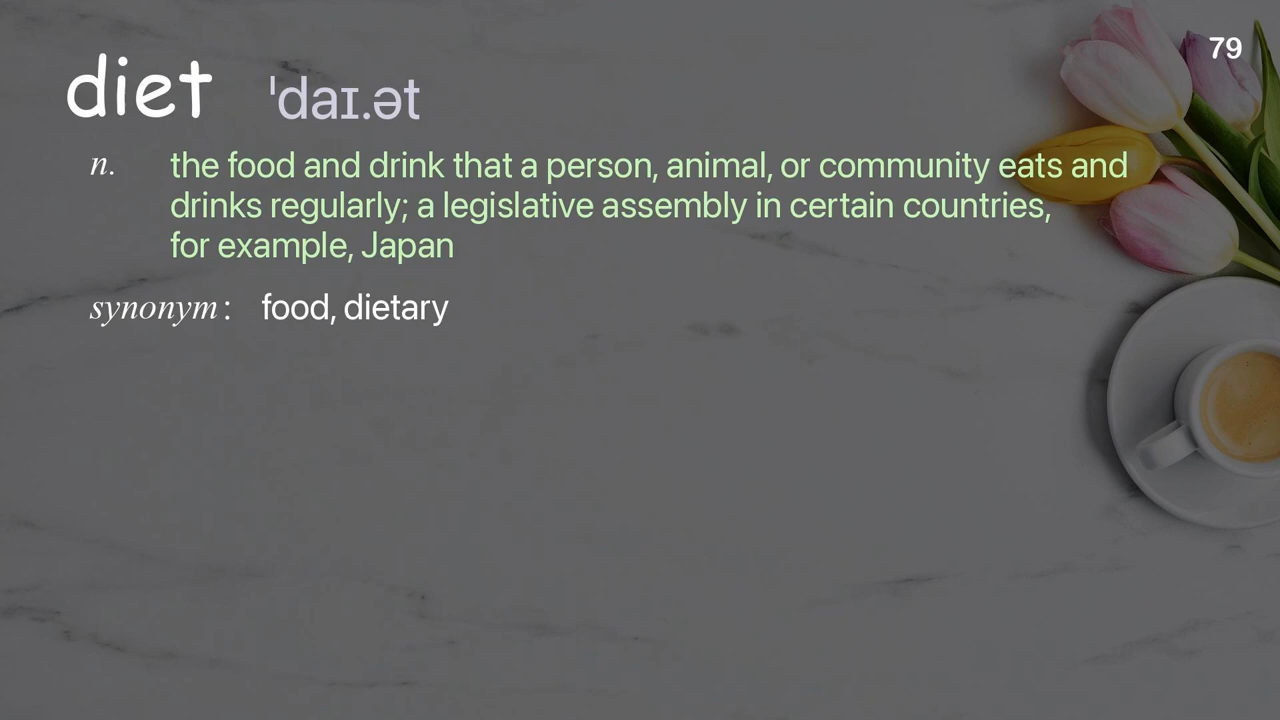 79
diet ˈdaɪ.ət
n. the food and drink that a person, animal, or community eats and
drinks regularly; a legislative assembly in certain countries,
for example, Japan
synonym: food, dietary